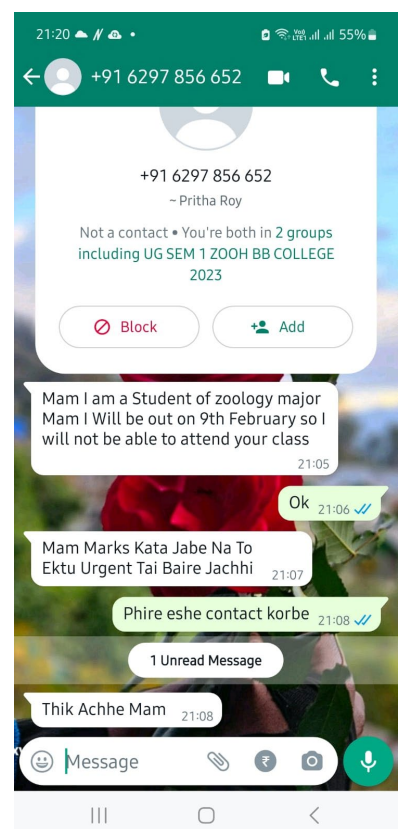 21:20
55%
+91 6297 856 652
+91 6297 856 652
~ Pritha Roy
Not a contact • You're both in 2 groups
including UG SEM 1 ZOOH BB COLLEGE
2023
Block
Add
Mam I am a Student of zoology major
Mam I Will be out on 9th February so I
will not be able to attend your class
21:05
Ok 21:06
Mam Marks Kata Jabe Na To
Ektu Urgent Tai Baire Jachhi 21:07
Phire eshe contact korbe 21:08
1 Unread Message
Thik Achhe Mam 21:08
Message